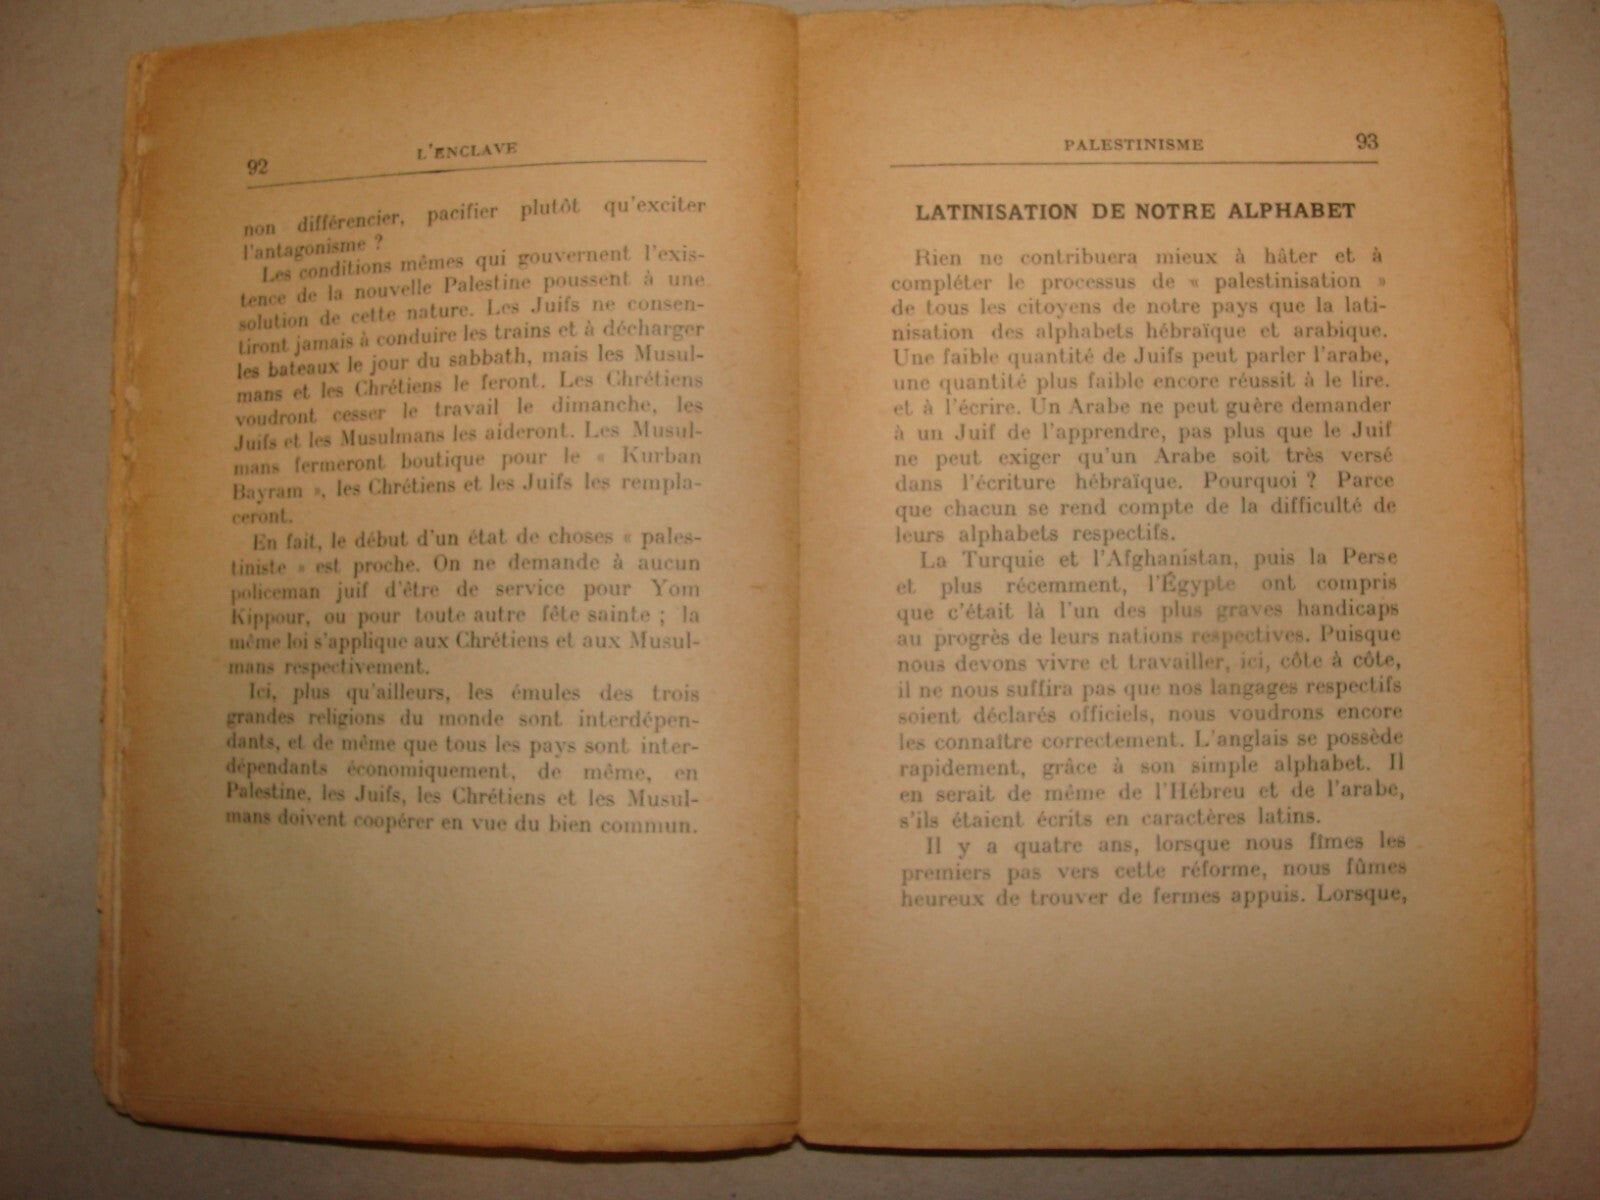 92
L'ENCLAVE
non différencier, pacifier plutôt qu'exciter
l'antagonisme ?
Les conditions mêmes qui gouvernent l'exis-
tence de la nouvelle Palestine poussent à une
solution de cette nature. Les Juifs ne consen-
tiront jamais à conduire les trains et à décharger
les bateaux le jour du sabbath, mais les Musul-
mans et les Chrétiens le feront. Les Chrétiens
voudront cesser le travail le dimanche, les
Juifs et les Musulmans les aideront. Les Musul-
mans fermeront boutique pour le « Kurban
Bayram », les Chrétiens et les Juifs les rempla-
ceront.
En fait, le début d'un état de choses « pales-
tiniste » est proche. On ne demande à aucun
policeman juif d'être de service pour Yom
Kippour, ou pour toute autre fête sainte ; la
même loi s'applique aux Chrétiens et aux Musul-
mans respectivement.
Ici, plus qu'ailleurs, les émules des trois
grandes religions du monde sont interdépen-
dants, et de même que tous les pays sont inter-
dépendants économiquement, de même, en
Palestine, les Juifs, les Chrétiens et les Musul-
mans doivent coopérer en vue du bien commun.
PALESTINISME
93
LATINISATION DE NOTRE ALPHABET
Rien ne contribuera mieux à hâter et à
compléter le processus de « palestinisation »
de tous les citoyens de notre pays que la lati-
nisation des alphabets hébraïque et arabique.
Une faible quantité de Juifs peut parler l'arabe,
une quantité plus faible encore réussit à le lire.
et à l'écrire. Un Arabe ne peut guère demander
à un Juif de l'apprendre, pas plus que le Juif
ne peut exiger qu'un Arabe soit très versé
dans l'écriture hébraïque. Pourquoi ? Parce
que chacun se rend compte de la difficulté de
leurs alphabets respectifs.
La Turquie et l'Afghanistan, puis la Perse
et plus récemment, l'Égypte ont compris
que c'était là l'un des plus graves handicaps
au progrès de leurs nations respectives. Puisque
nous devons vivre et travailler, ici, côte à côte,
il ne nous suffira pas que nos langages respectifs
soient déclarés officiels, nous voudrons encore
les connaître correctement. L'anglais se possède
rapidement, grâce à son simple alphabet. Il
en serait de même de l'Hébreu et de l'arabe,
s'ils étaient écrits en caractères latins.
Il y a quatre ans, lorsque nous fîmes les
premiers pas vers cette réforme, nous fûmes
heureux de trouver de fermes appuis. Lorsque,